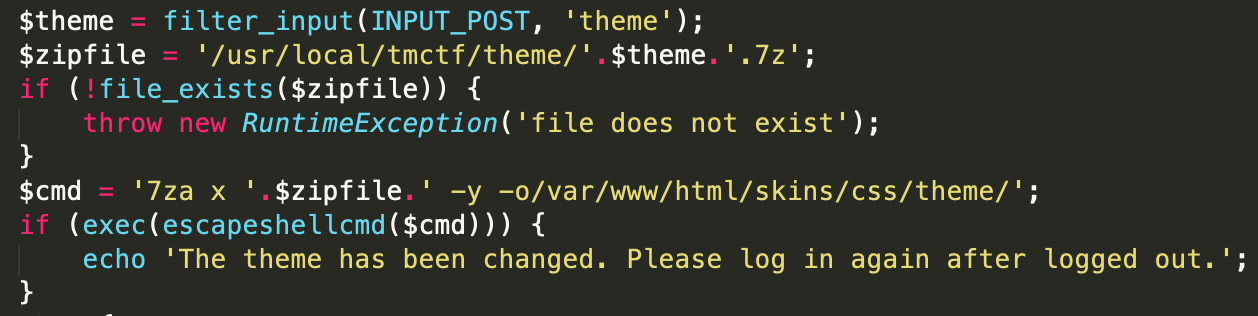 $theme = filter_input(INPUT_POST, 'theme');
$zipfile = '/usr/local/tmctf/theme/'.$theme.'.7z';
if (!file_exists($zipfile)) {
    throw new RuntimeException('file does not exist');
}
$cmd = '7za x '.$zipfile.' -y -o/var/www/html/skins/css/theme/';
if (exec(escapeshellcmd($cmd))) {
    echo 'The theme has been changed. Please log in again after logged out.';
}